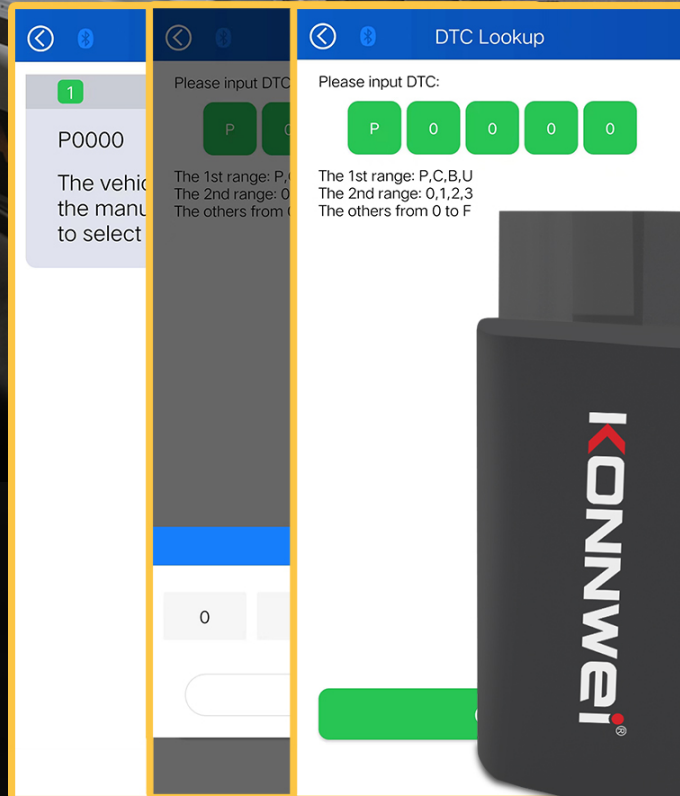 1
P0000
The vehic
the manu
to select
Please input DTC
P
The 1st range: P,
The 2nd range: 0
The others from
0
DTC Lookup
Please input DTC:
P 0 0 0 0
The 1st range: P,C,B,U
The 2nd range: 0,1,2,3
The others from 0 to F
KONNWEI®